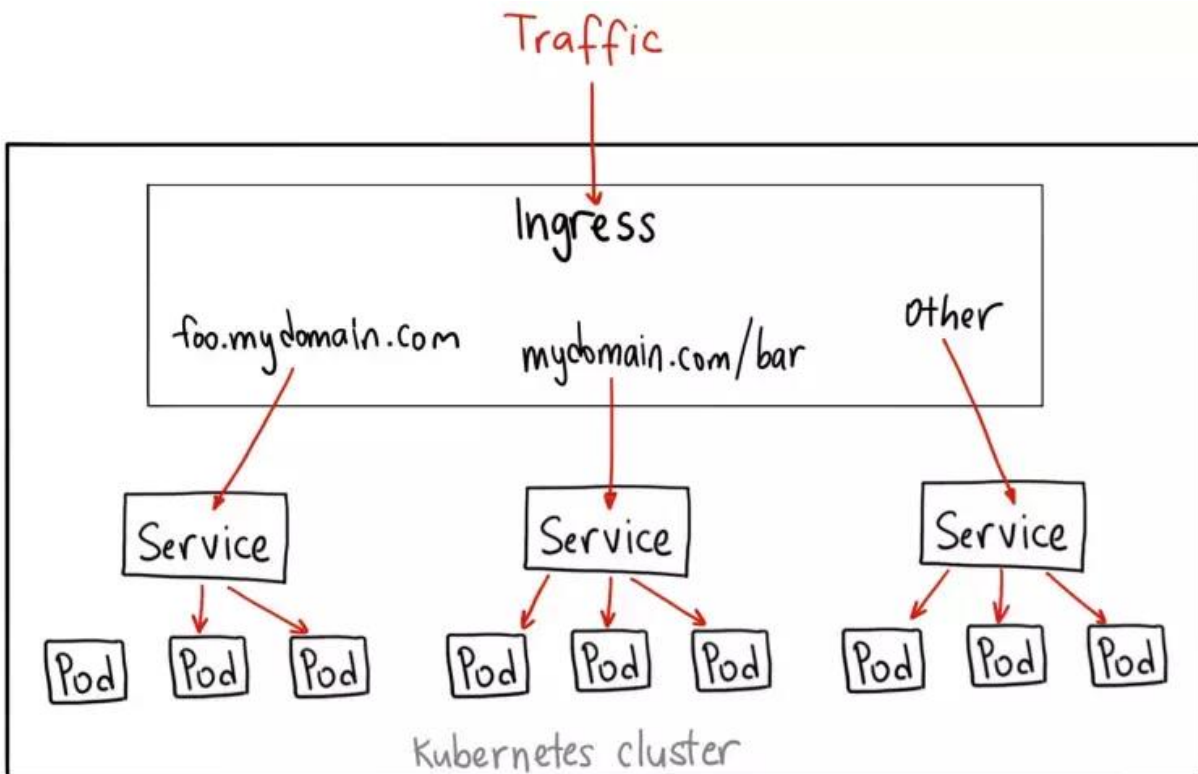 Traffic
Ingress
foo.mydomain.com
mydomain.com/bar
other
Service
Service
Service
Pod
Pod
Pod
Pod
Pod
Pod
Pod
Pod
Pod
Kubernetes cluster